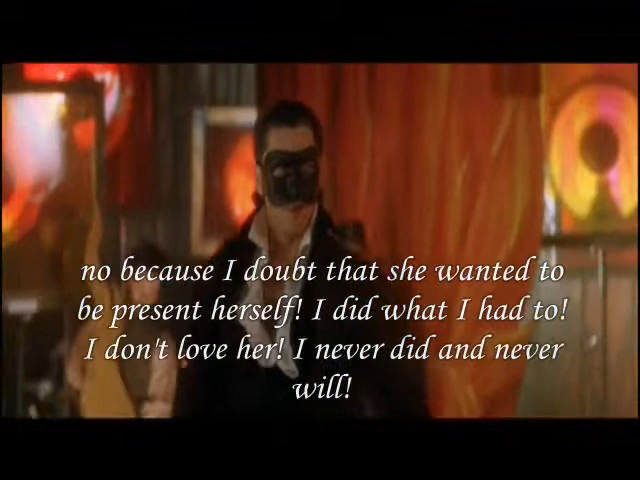 no because I doubt that she wanted to
be present herself! I did what I had to!
I don't love her! I never did and never
will!